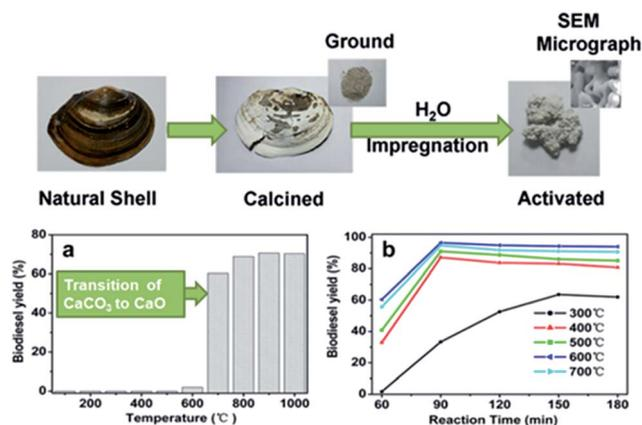 SEM
Micrograph
Ground
H₂O
Impregnation
Natural Shell
Calcined
Activated
a
Transition of
CaCO₃ to CaO
Biodiesel yield (%)
80
60
40
20
0
200
400
600
800
1000
Temperature (℃)
b
Biodiesel yield (%)
100
80
60
40
20
0
300℃
400℃
500℃
600℃
700℃
60
90
120
150
180
Reaction Time (min)